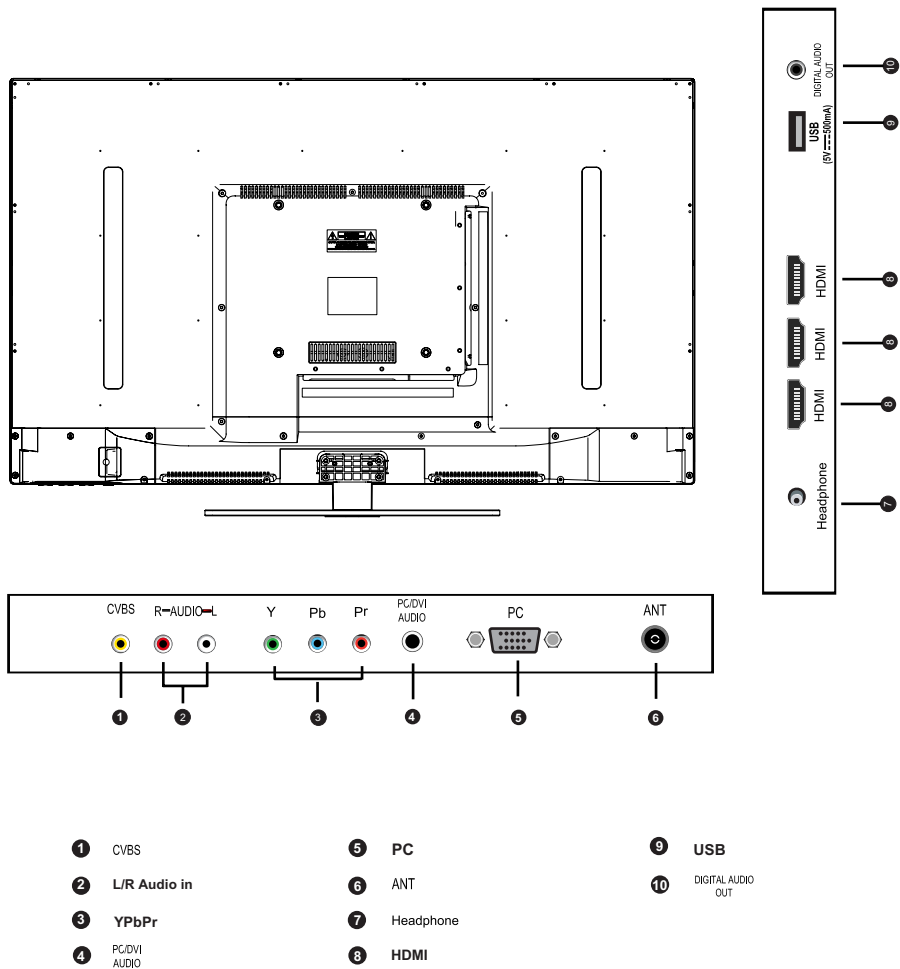 DIGITAL AUDIO
OUT
10
USB
(5V 500mA)
9
HDMI
8
HDMI
8
HDMI
8
Headphone
7
CVBS
R AUDIO L
Y
Pb
Pr
PC/DVI
AUDIO
PC
ANT
1
2
3
4
5
6
1 CVBS
2 L/R Audio in
3 YPbPr
4 PC/DVI
AUDIO
5 PC
6 ANT
7 Headphone
8 HDMI
9 USB
10 DIGITAL AUDIO
OUT